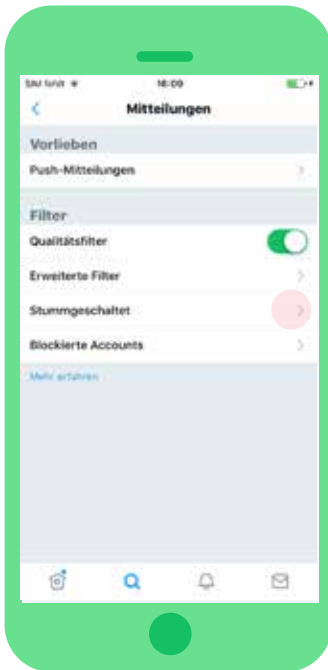 16:09
Mitteilungen
Vorlieben
Push-Mitteilungen
Filter
Qualitätsfilter
Erweiterte Filter
Stummgeschaltet
Blockierte Accounts
Mehr erfahren